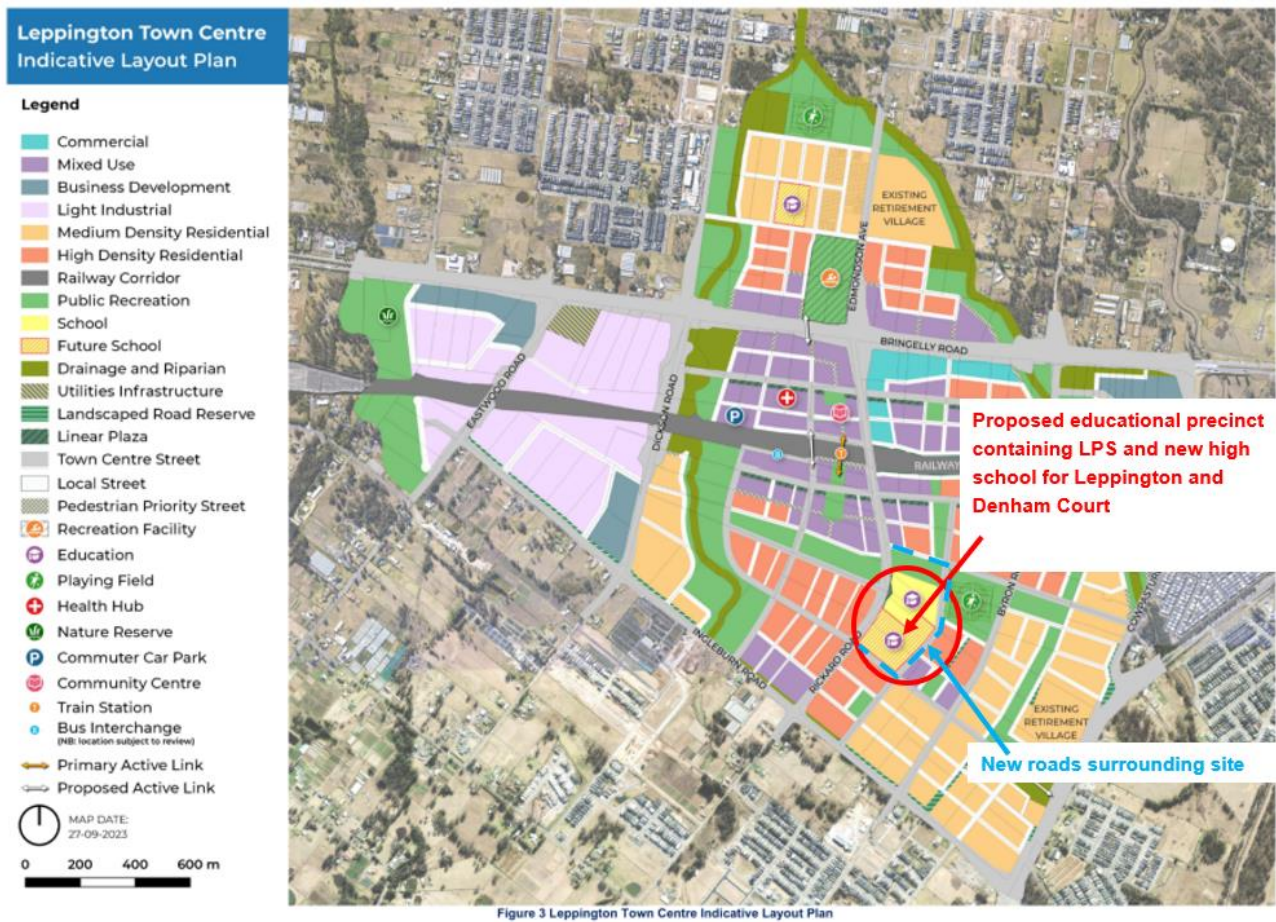 Leppington Town Centre
Indicative Layout Plan
Legend
Commercial
Mixed Use
Business Development
Light Industrial
Medium Density Residential
High Density Residential
Railway Corridor
Public Recreation
School
Future School
Drainage and Riparian
Utilities Infrastructure
Landscaped Road Reserve
Linear Plaza
Town Centre Street
Local Street
Pedestrian Priority Street
Recreation Facility
Education
Playing Field
Health Hub
Nature Reserve
P
Commuter Car Park
Community Centre
T
Train Station
B
Bus Interchange
(NB: location subject to review)
Primary Active Link
Proposed Active Link
MAP DATE:
27-09-2023
0 200 400 600 m
EXISTING
RETIREMENT
VILLAGE
EDMONDSON AVE
BRINGELLY ROAD
EASTWOOD ROAD
DICKSON ROAD
P
B
T
RAILWAY
Proposed educational precinct
containing LPS and new high
school for Leppington and
Denham Court
INGLEBURN ROAD
RICKARD ROAD
BYRON
EXISTING
RETIREMENT
VILLAGE
New roads surrounding site
Figure 3 Leppington Town Centre Indicative Layout Plan